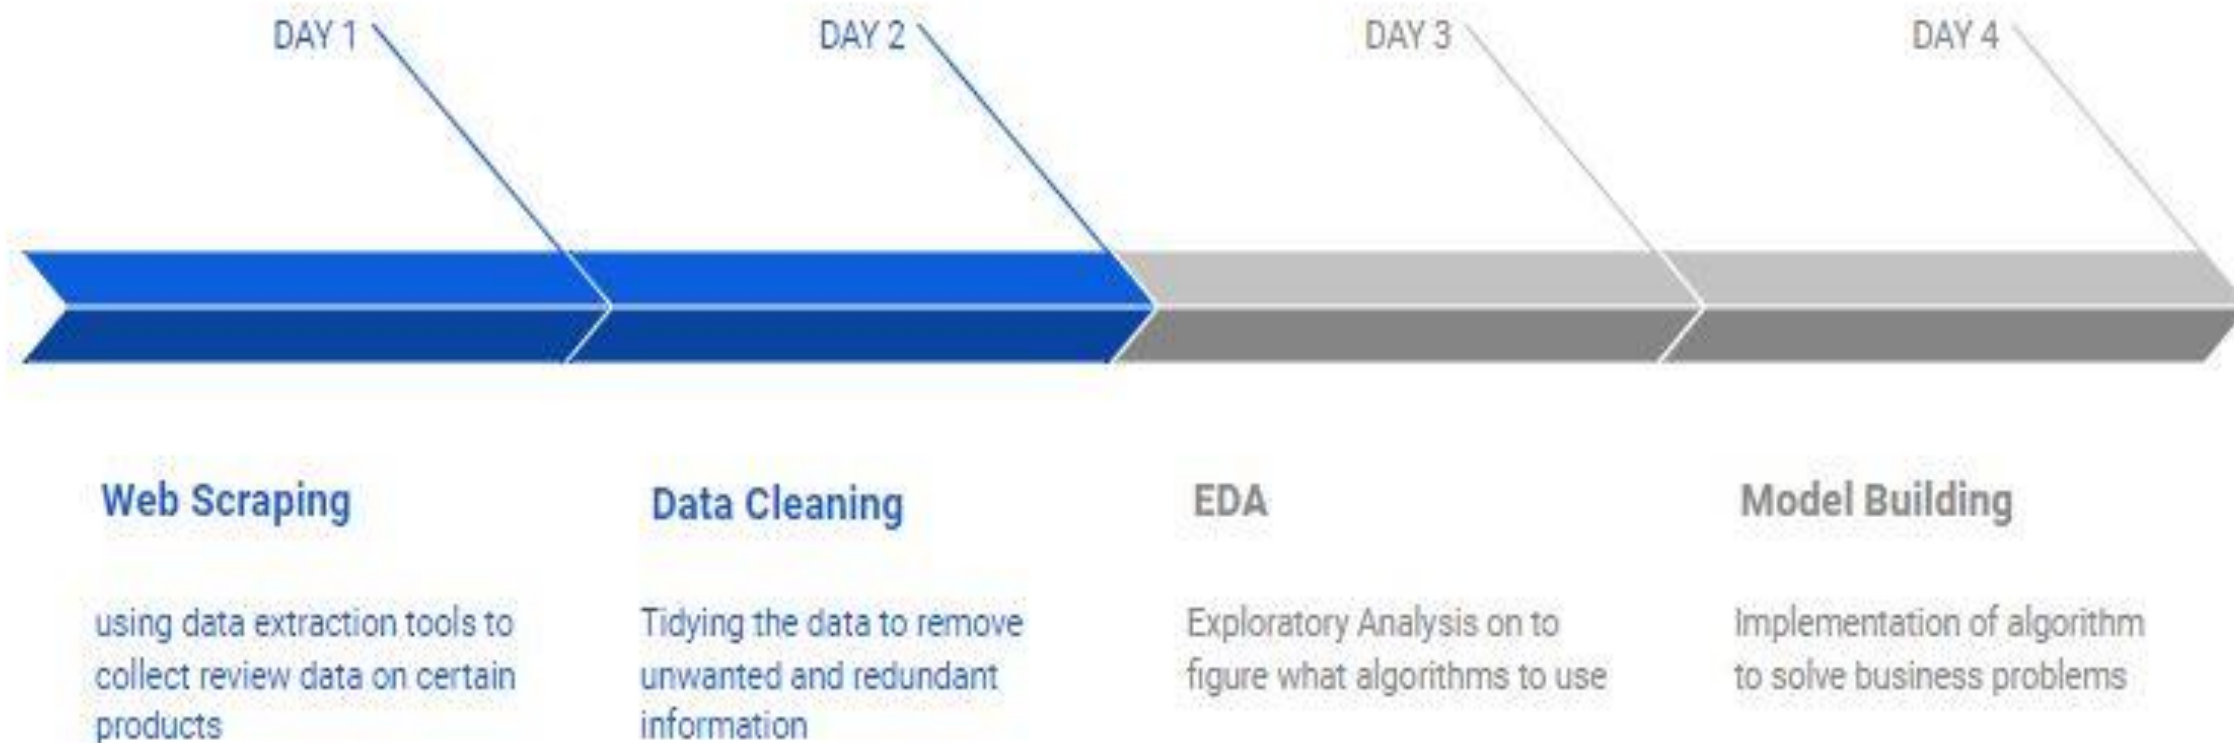 DAY 1
DAY 2
DAY 3
DAY 4
Web Scraping
using data extraction tools to
collect review data on certain
products
Data Cleaning
Tidying the data to remove
unwanted and redundant
information
EDA
Exploratory Analysis on to
figure what algorithms to use
Model Building
Implementation of algorithm
to solve business problems